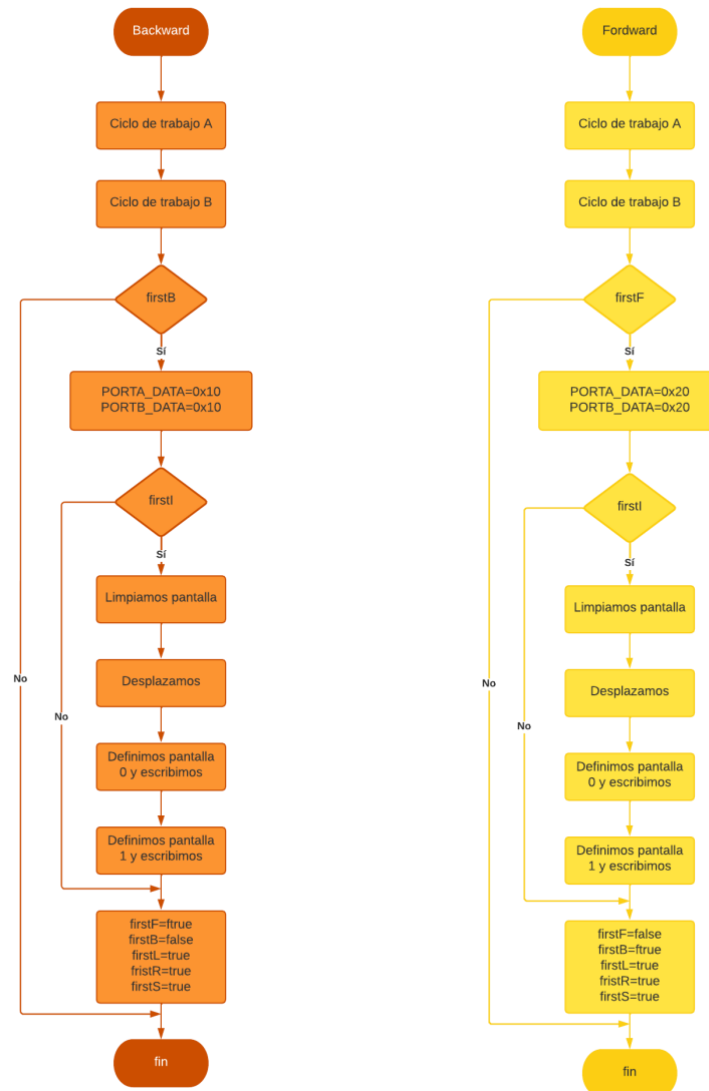 Backward
Ciclo de trabajo A
Ciclo de trabajo B
firstB
Sí
PORTA_DATA=0x10
PORTB_DATA=0x10
firstI
Sí
Limpiamos pantalla
Desplazamos
No
No
Definimos pantalla
0 y escribimos
Definimos pantalla
1 y escribimos
firstF=ftrue
firstB=false
firstL=true
fristR=true
firstS=true
fin
Fordward
Ciclo de trabajo A
Ciclo de trabajo B
firstF
Sí
PORTA_DATA=0x20
PORTB_DATA=0x20
firstI
Sí
Limpiamos pantalla
Desplazamos
No
No
Definimos pantalla
0 y escribimos
Definimos pantalla
1 y escribimos
firstF=false
firstB=ftrue
firstL=true
fristR=true
firstS=true
fin